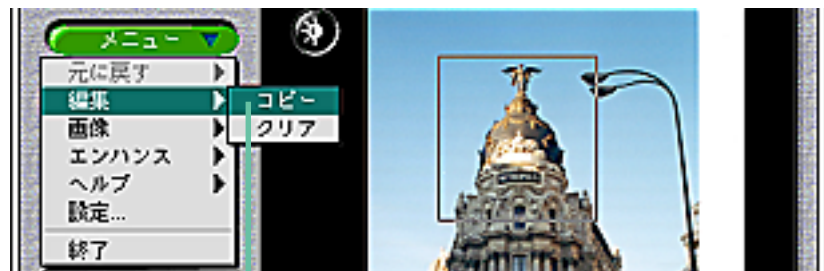 メニュー
元に戻す
編集
コピー
画像
クリア
エンハンス
ヘルプ
設定...
終了
METROPOLIS